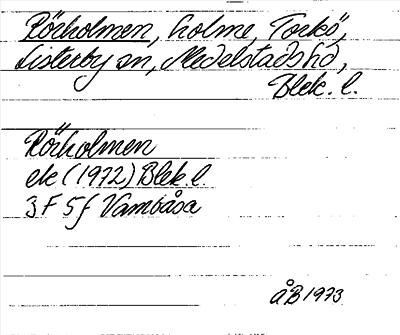 Rörholmen, holme, Torkö,
Listerby sn, Medelstads hd,
Blek. l.
Rörholmen
ek (1972) Blek. l.
3 F 5 f Vambåsa
ÅB 1973